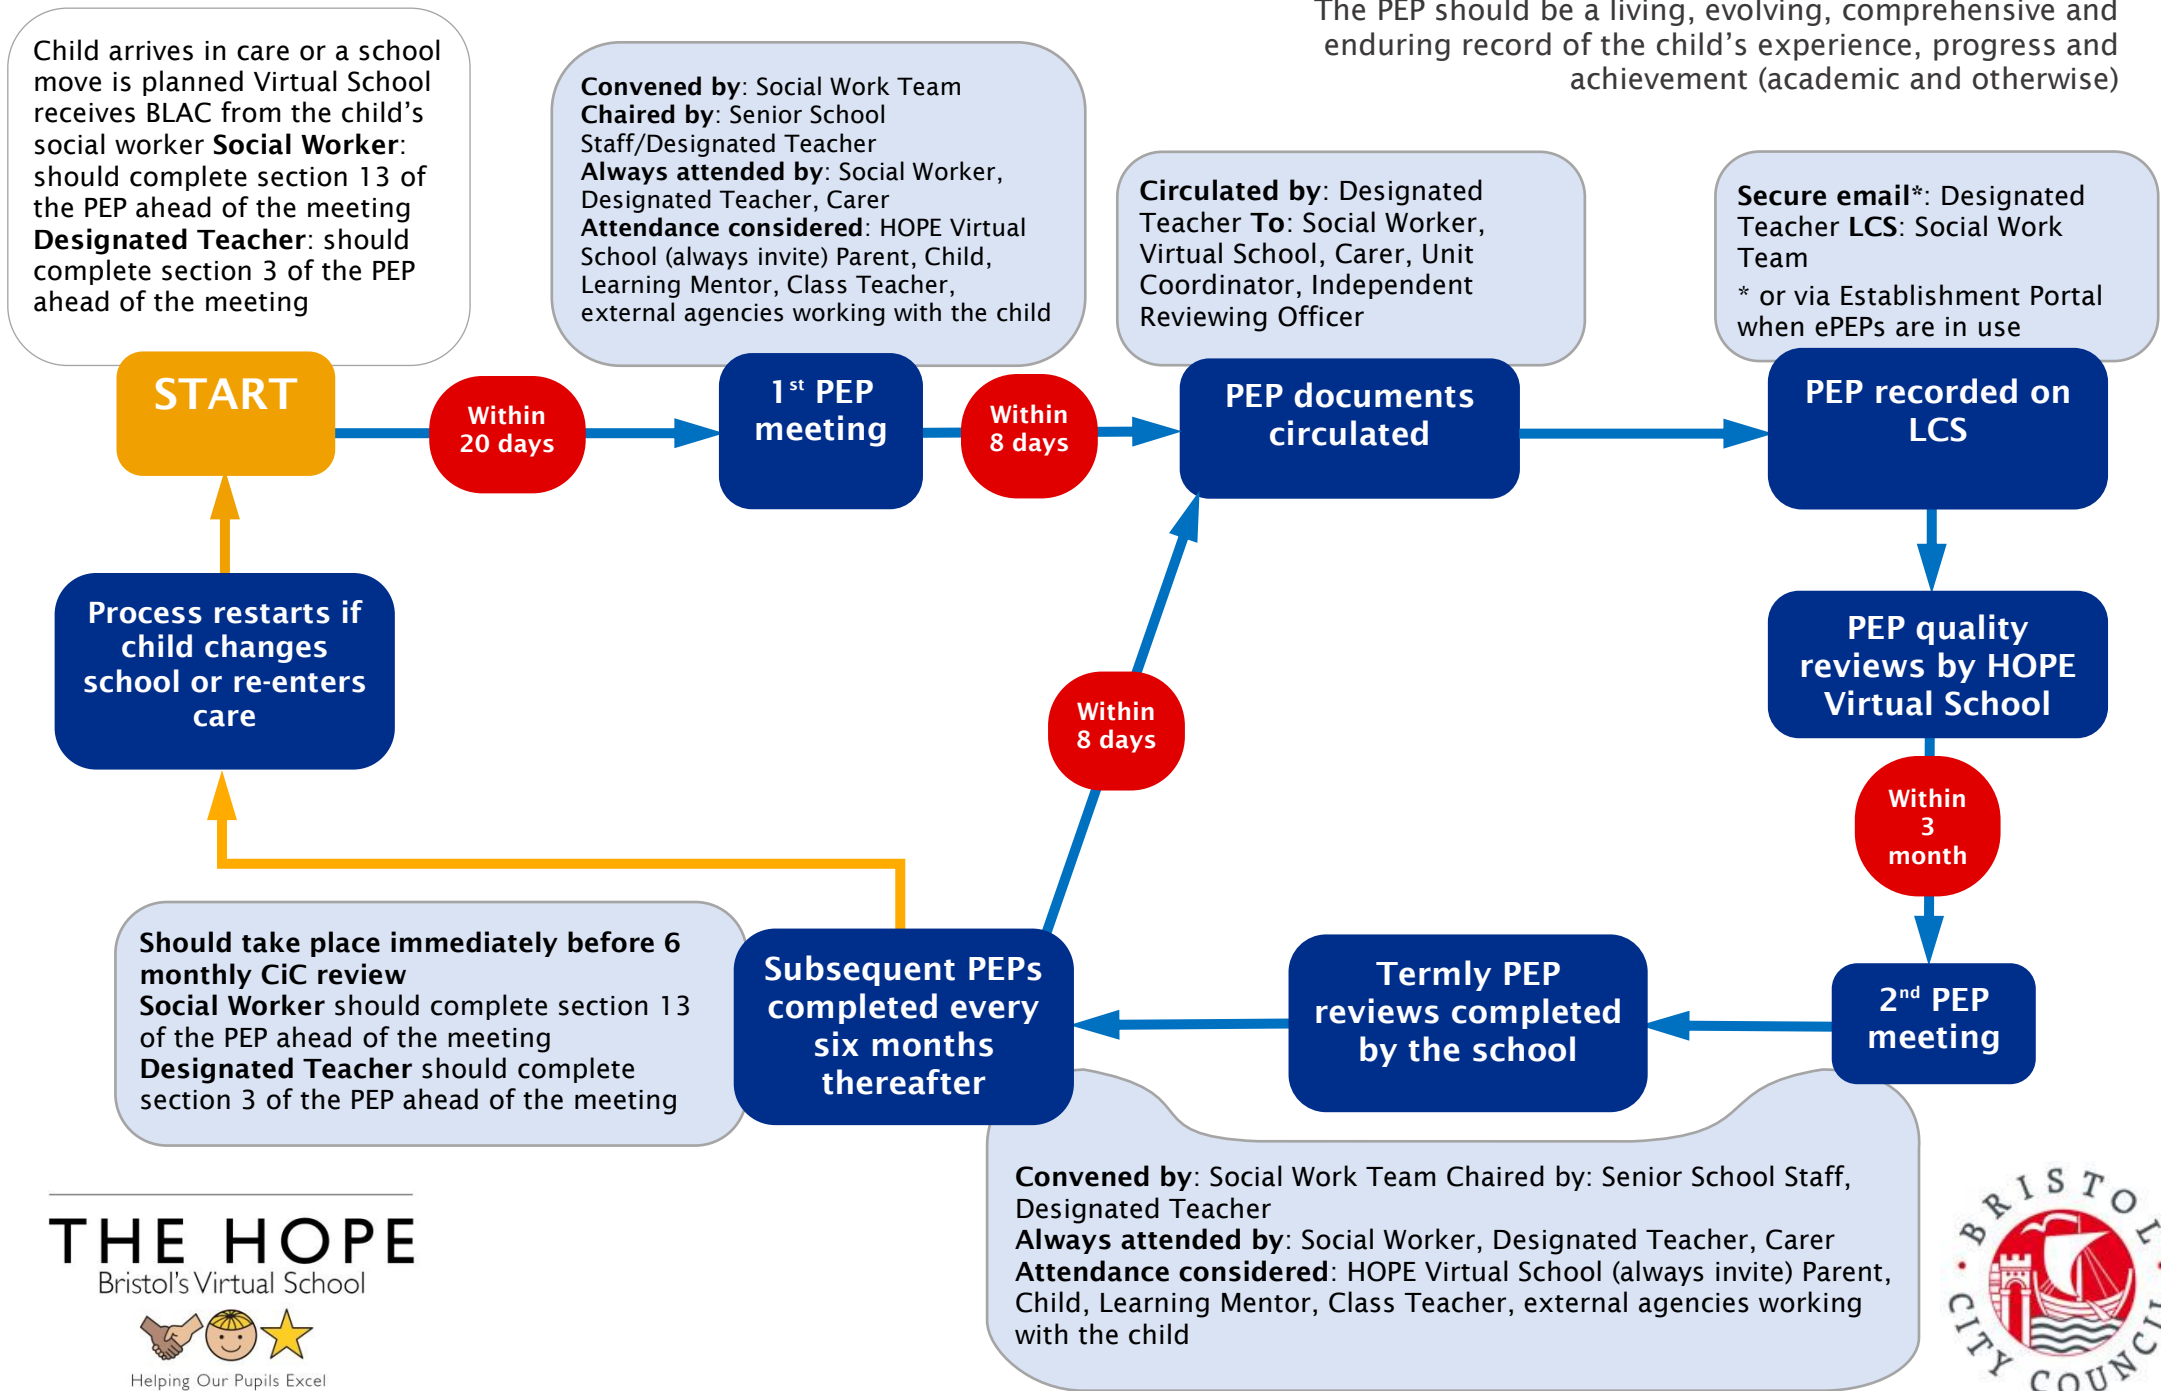 The PEP should be a living, evolving, comprehensive and
enduring record of the child's experience, progress and
achievement (academic and otherwise)
Child arrives in care or a school
move is planned Virtual School
receives BLAC from the child's
social worker Social Worker:
should complete section 13 of
the PEP ahead of the meeting
Designated Teacher: should
complete section 3 of the PEP
ahead of the meeting
Convened by: Social Work Team
Chaired by: Senior School
Staff/Designated Teacher
Always attended by: Social Worker,
Designated Teacher, Carer
Attendance considered: HOPE Virtual
School (always invite) Parent, Child,
Learning Mentor, Class Teacher,
external agencies working with the child
Circulated by: Designated
Teacher To: Social Worker,
Virtual School, Carer, Unit
Coordinator, Independent
Reviewing Officer
Secure email*: Designated
Teacher LCS: Social Work
Team
* or via Establishment Portal
when ePEPs are in use
START
Within
20 days
1st PEP
meeting
Within
8 days
PEP documents
circulated
PEP recorded on
LCS
Process restarts if
child changes
school or re-enters
care
PEP quality
reviews by HOPE
Virtual School
Within
8 days
Within
3
month
Should take place immediately before 6
monthly CiC review
Social Worker should complete section 13
of the PEP ahead of the meeting
Designated Teacher should complete
section 3 of the PEP ahead of the meeting
Subsequent PEPs
completed every
six months
thereafter
Termly PEP
reviews completed
by the school
2nd PEP
meeting
Convened by: Social Work Team Chaired by: Senior School Staff,
Designated Teacher
Always attended by: Social Worker, Designated Teacher, Carer
Attendance considered: HOPE Virtual School (always invite) Parent,
Child, Learning Mentor, Class Teacher, external agencies working
with the child
THE HOPE
Bristol's Virtual School
Helping Our Pupils Excel
BRISTOL
CITY COUNCIL